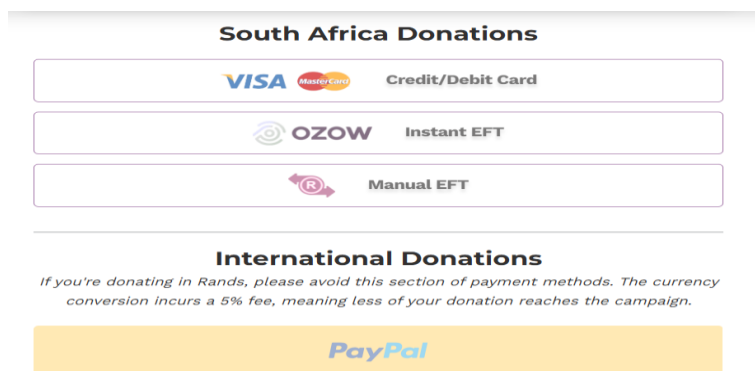 South Africa Donations
VISA MasterCard Credit/Debit Card
OZOW Instant EFT
R Manual EFT
International Donations
If you're donating in Rands, please avoid this section of payment methods. The currency
conversion incurs a 5% fee, meaning less of your donation reaches the campaign.
PayPal